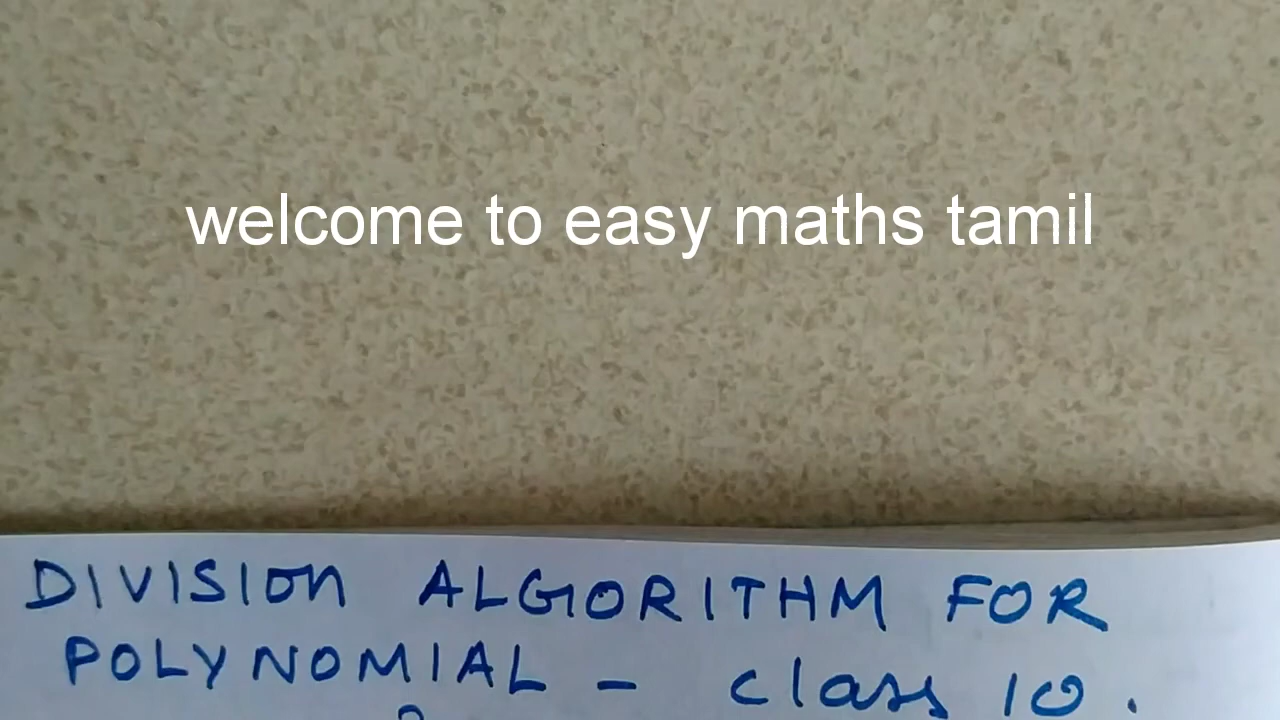 welcome to easy maths tamil
DIVISION ALGORITHM FOR
POLYNOMIAL - class 10.